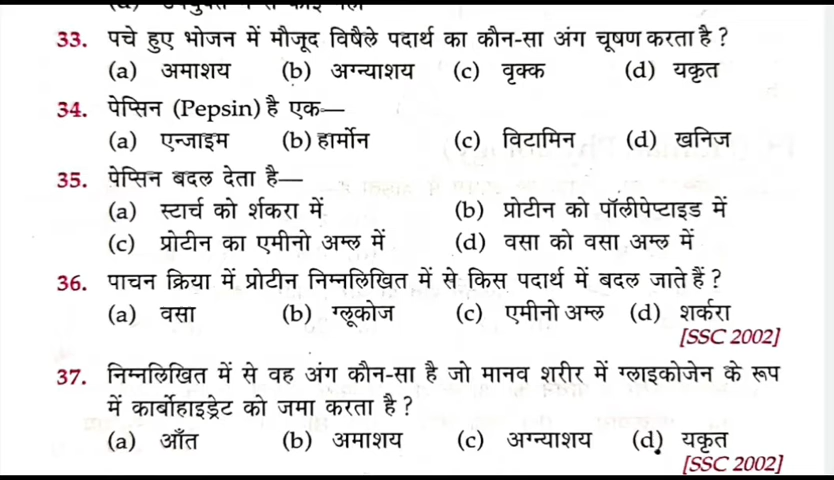 33. पचे हुए भोजन में मौजूद विषैले पदार्थ का कौन-सा अंग चूषण करता है ?
(a) अमाशय (b) अग्न्याशय (c) वृक्क (d) यकृत
34. पेप्सिन (Pepsin) है एक—
(a) एन्जाइम (b) हार्मोन (c) विटामिन (d) खनिज
35. पेप्सिन बदल देता है—
(a) स्टार्च को र्शकरा में (b) प्रोटीन को पॉलीपेप्टाइड में
(c) प्रोटीन का एमीनो अम्ल में (d) वसा को वसा अम्ल में
36. पाचन क्रिया में प्रोटीन निम्नलिखित में से किस पदार्थ में बदल जाते हैं ?
(a) वसा (b) ग्लूकोज (c) एमीनो अम्ल (d) शर्करा
[SSC 2002]
37. निम्नलिखित में से वह अंग कौन-सा है जो मानव शरीर में ग्लाइकोजेन के रूप
में कार्बोहाइड्रेट को जमा करता है ?
(a) आँत (b) अमाशय (c) अग्न्याशय (d) यकृत
[SSC 2002]